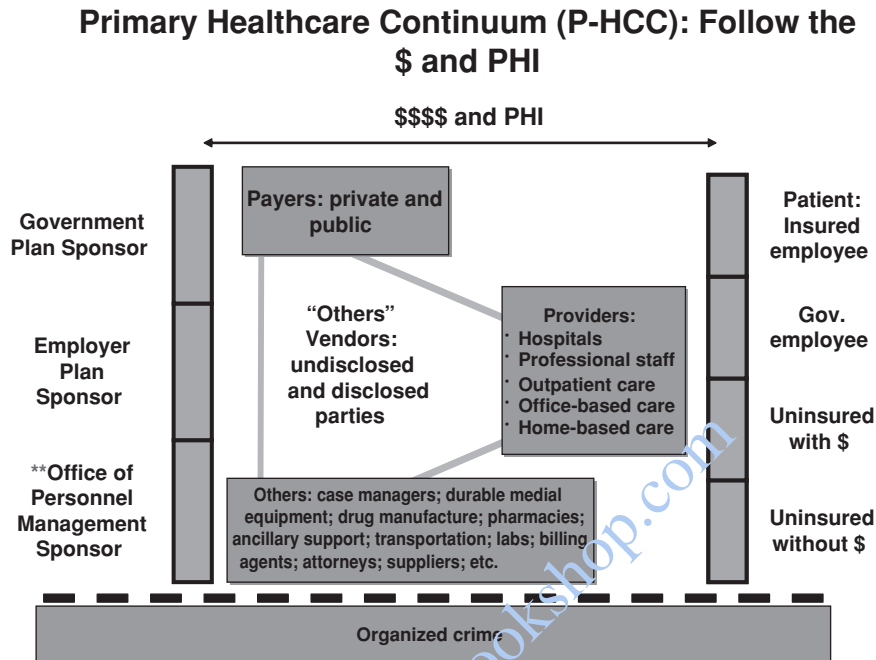 Primary Healthcare Continuum (P-HCC): Follow the
$ and PHI
$$$$ and PHI
Government
Plan Sponsor
Employer
Plan
Sponsor
**Office of
Personnel
Management
Sponsor
Payers: private and
public
"Others"
Vendors:
undisclosed
and disclosed
parties
Providers:
· Hospitals
· Professional staff
· Outpatient care
· Office-based care
· Home-based care
Others: case managers; durable medial
equipment; drug manufacture; pharmacies;
ancillary support; transportation; labs; billing
agents; attorneys; suppliers; etc.
Patient:
Insured
employee
Gov.
employee
Uninsured
with $
Uninsured
without $
Organized crime
ookshop.com